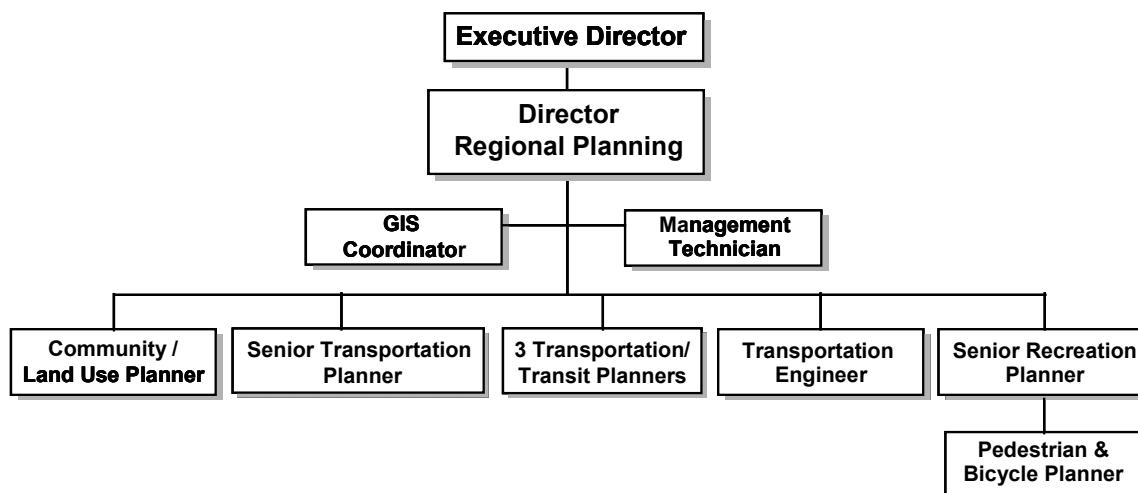 Executive Director
Director
Regional Planning
GIS
Coordinator
Management
Technician
Community /
Land Use Planner
Senior Transportation
Planner
3 Transportation/
Transit Planners
Transportation
Engineer
Senior Recreation
Planner
Pedestrian &
Bicycle Planner